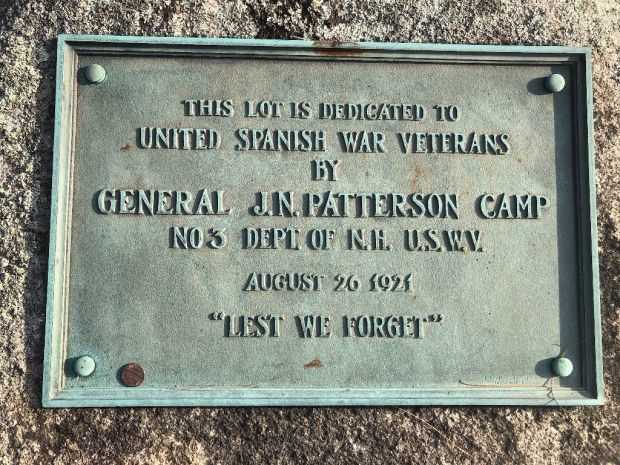 THIS LOT IS DEDICATED TO
UNITED SPANISH WAR VETERANS
BY
GENERAL J.N. PATTERSON CAMP
NO 3 DEPT. OF N.H. U.S.W.V.
AUGUST 26 1921
"LEST WE FORGET"